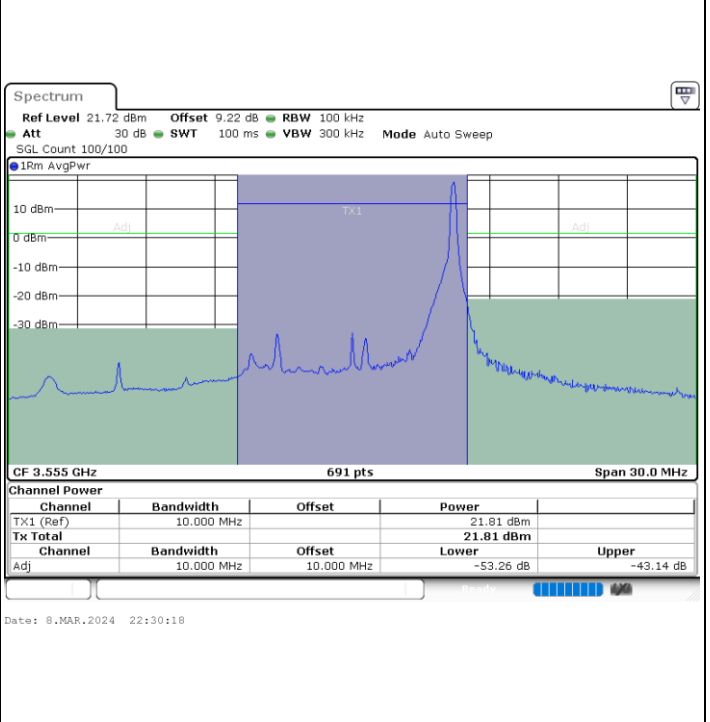 Spectrum
Ref Level 21.72 dBm Offset 9.22 dB RBW 100 kHz
Att 30 dB SWT 100 ms VBW 300 kHz Mode Auto Sweep
SGL Count 100/100
1Rm AvgPwr
10 dBm
TX1
Adj Adj
0 dBm
-10 dBm
-20 dBm
-30 dBm
CF 3.555 GHz 691 pts Span 30.0 MHz
Channel Power
Channel Bandwidth Offset Power
TX1 (Ref) 10.000 MHz 21.81 dBm
Tx Total 21.81 dBm
Channel Bandwidth Offset Lower Upper
Adj 10.000 MHz 10.000 MHz -53.26 dB -43.14 dB
Ready
Date: 8.MAR.2024 22:30:18